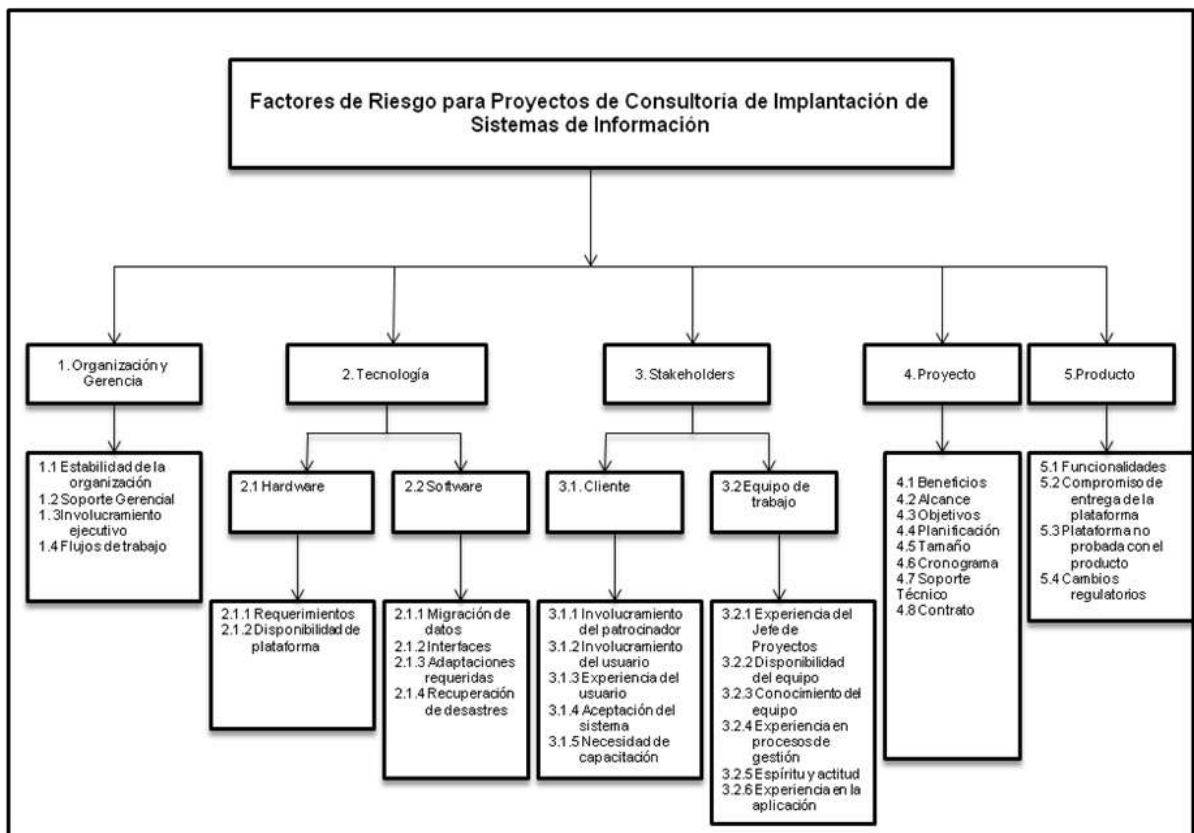 Factores de Riesgo para Proyectos de Consultoría de Implantación de
Sistemas de Información
1. Organización y
Gerencia
2. Tecnología
3. Stakeholders
4. Proyecto
5. Producto
1.1 Estabilidad de la
organización
1.2 Soporte Gerencial
1.3 Involucramiento
ejecutivo
1.4 Flujos de trabajo
2.1 Hardware
2.2 Software
3.1. Cliente
3.2 Equipo de
trabajo
4.1 Beneficios
4.2 Alcance
4.3 Objetivos
4.4 Planificación
4.5 Tamaño
4.6 Cronograma
4.7 Soporte
Técnico
4.8 Contrato
5.1 Funcionalidades
5.2 Compromiso de
entrega de la
plataforma
5.3 Plataforma no
probada con el
producto
5.4 Cambios
regulatorios
2.1.1 Requerimientos
2.1.2 Disponibilidad de
plataforma
2.1.1 Migración de
datos
2.1.2 Interfaces
2.1.3 Adaptaciones
requeridas
2.1.4 Recuperación
de desastres
3.1.1 Involucramiento
del patrocinador
3.1.2 Involucramiento
del usuario
3.1.3 Experiencia del
usuario
3.1.4 Aceptación del
sistema
3.1.5 Necesidad de
capacitación
3.2.1 Experiencia del
Jefe de
Proyectos
3.2.2 Disponibilidad
del equipo
3.2.3 Conocimiento del
equipo
3.2.4 Experiencia en
procesos de
gestión
3.2.5 Espíritu y actitud
3.2.6 Experiencia en la
aplicación